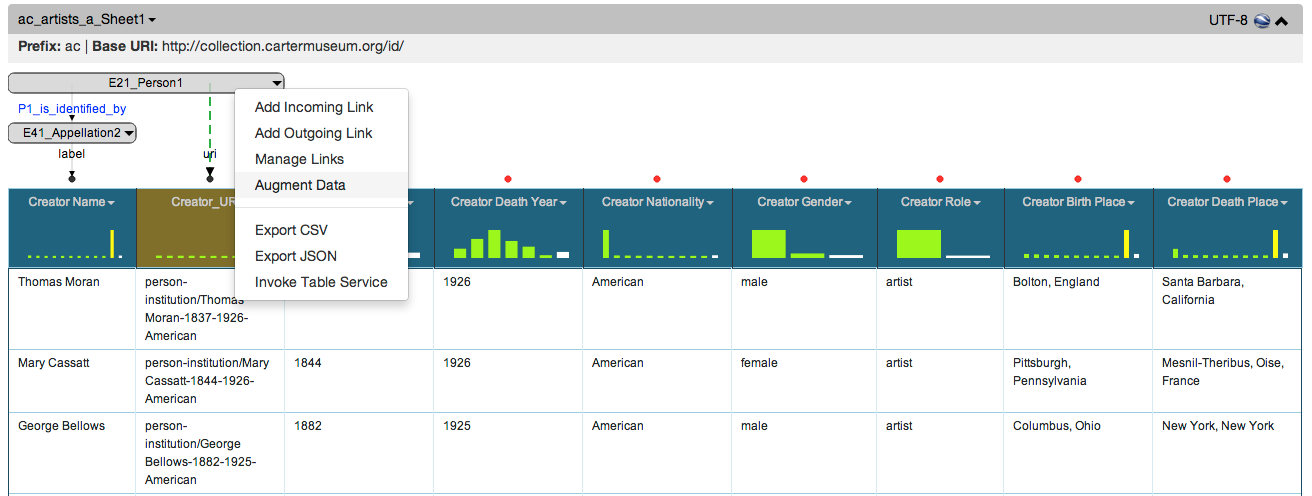 ac_artists_a_Sheet1
UTF-8
Prefix: ac | Base URI: http://collection.cartermuseum.org/id/
E21_Person1
P1_is_identified_by
E41_Appellation2
label
uri
Add Incoming Link
Add Outgoing Link
Manage Links
Augment Data
Export CSV
Export JSON
Invoke Table Service
Creator Name
Creator Death Year
Creator Nationality
Creator Gender
Creator Role
Creator Birth Place
Creator Death Place
Thomas Moran
person-
institution/Thomas
Moran-1837-1926-
American
1926
American
male
artist
Bolton, England
Santa Barbara,
California
Mary Cassatt
person-institution/Mary
Cassatt-1844-1926-
American
1844
1926
American
female
artist
Pittsburgh,
Pennsylvania
Mesnil-Theribus, Oise,
France
George Bellows
person-
institution/George
Bellows-1882-1925-
American
1882
1925
American
male
artist
Columbus, Ohio
New York, New York